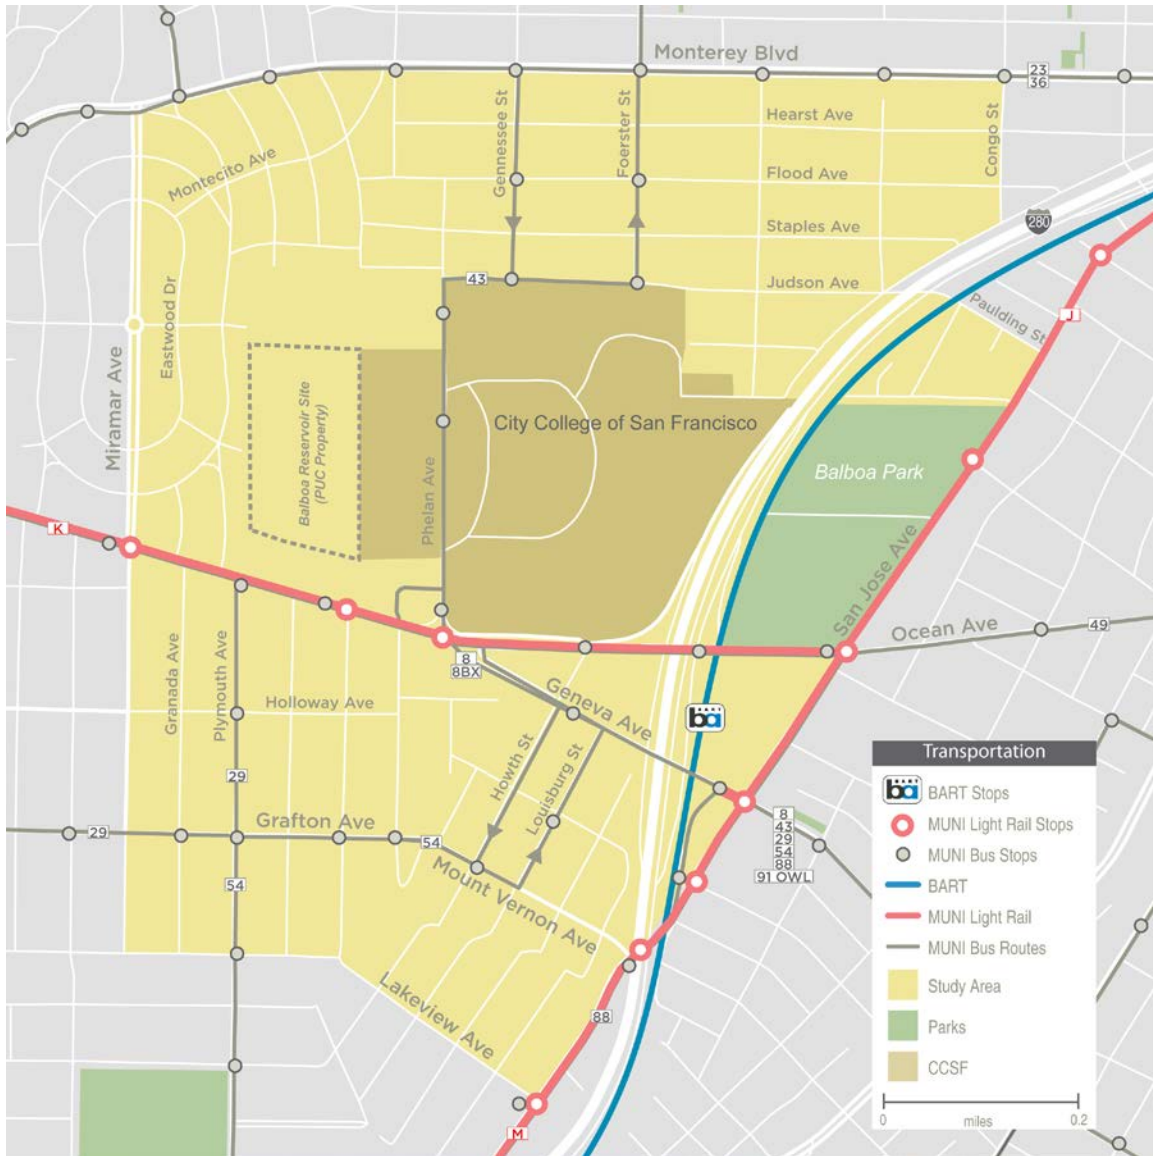 Monterey Blvd
23
36
Gennessee St
Foerster St
Hearst Ave
Congo St
Montecito Ave
Flood Ave
Staples Ave
280
43
Judson Ave
Eastwood Dr
Paulding St
J
Miramar Ave
Balboa Reservoir Site
(PUC Property)
City College of San Francisco
Phelan Ave
Balboa Park
K
San Jose Ave
Ocean Ave
49
8
8BX
Granada Ave
Plymouth Ave
Holloway Ave
Geneva Ave
BART
ba
Howth St
Louisburg St
29
29
Grafton Ave
54
54
Mount Vernon Ave
8
43
29
54
88
91 OWL
Lakeview Ave
88
M
Transportation
BART
ba
BART Stops
MUNI Light Rail Stops
MUNI Bus Stops
BART
MUNI Light Rail
MUNI Bus Routes
Study Area
Parks
CCSF
0
miles
0.2